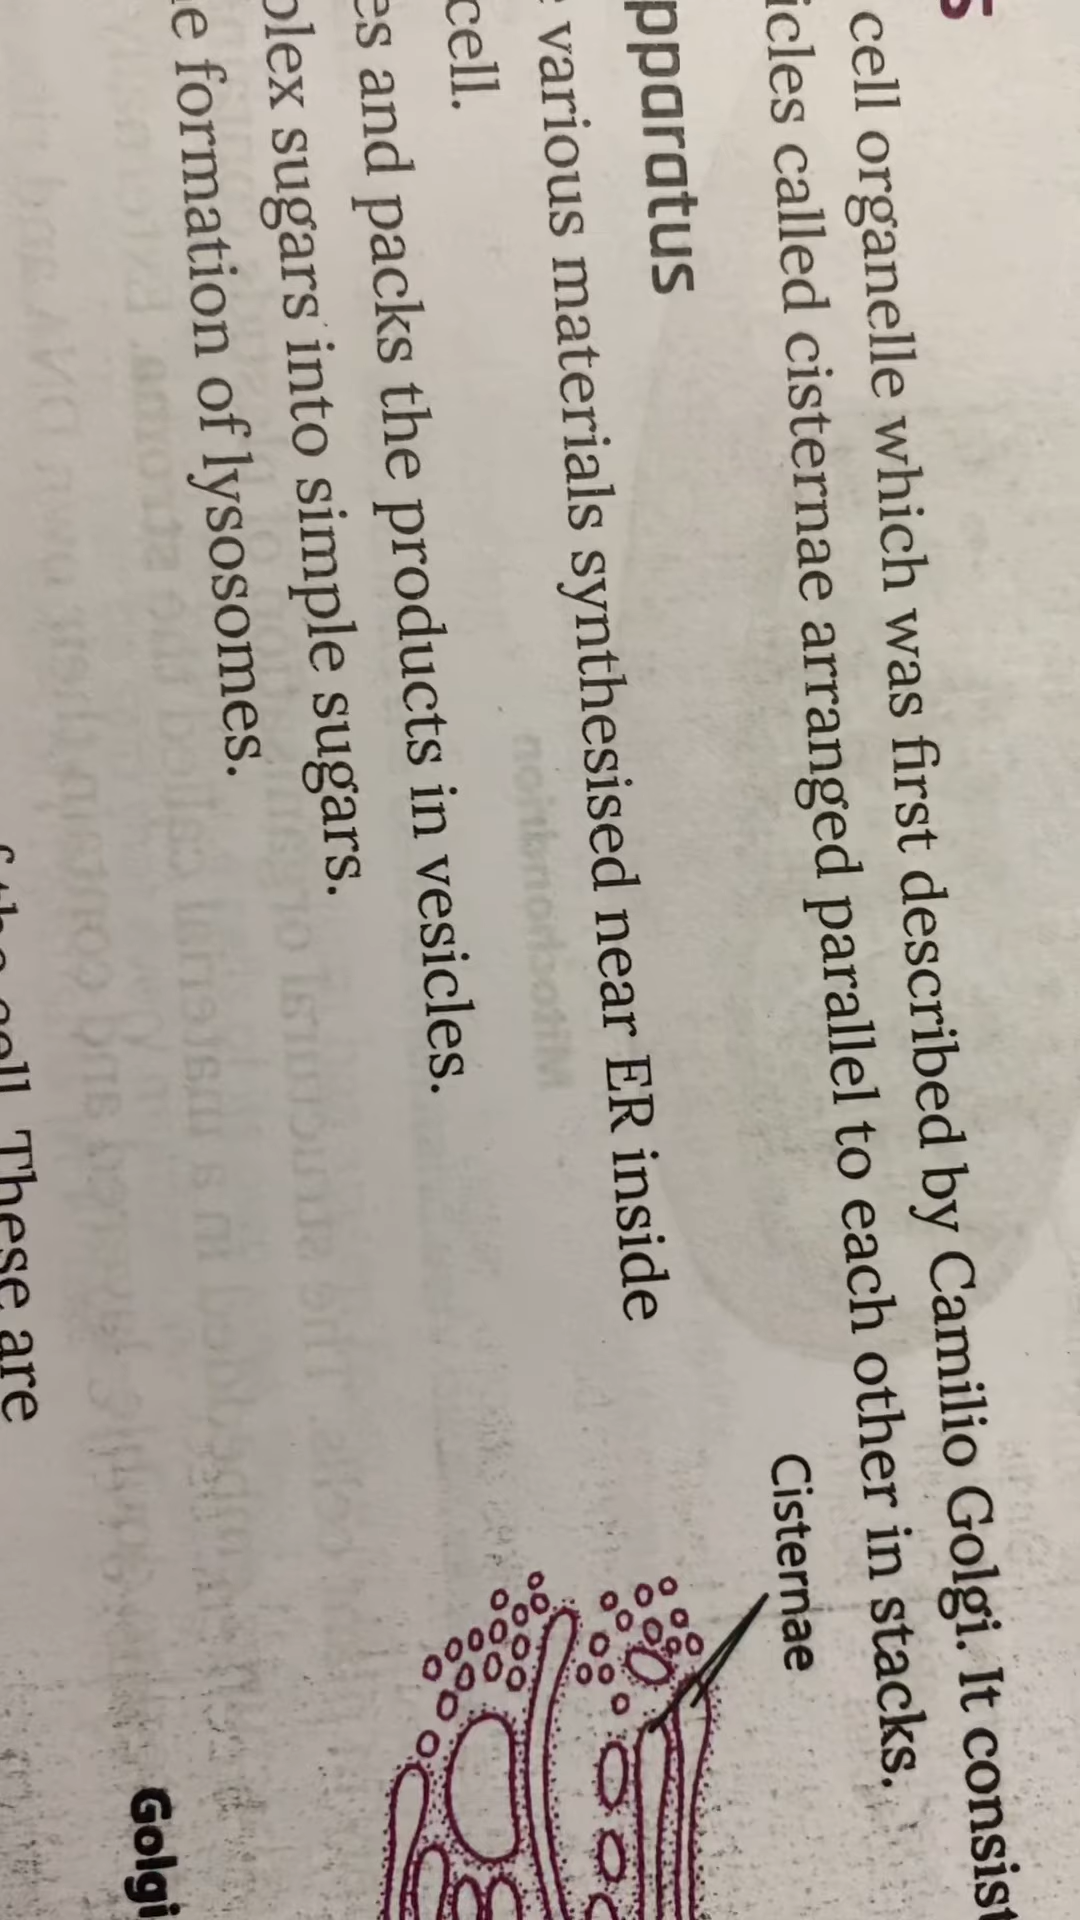 cell organelle which was first described by Camilio Golgi. It consist
icles called cisternae arranged parallel to each other in stacks.
pparatus
various materials synthesised near ER inside
cell.
es and packs the products in vesicles.
plex sugars into simple sugars.
e formation of lysosomes.
Cisternae
Golgi
the cell. These are